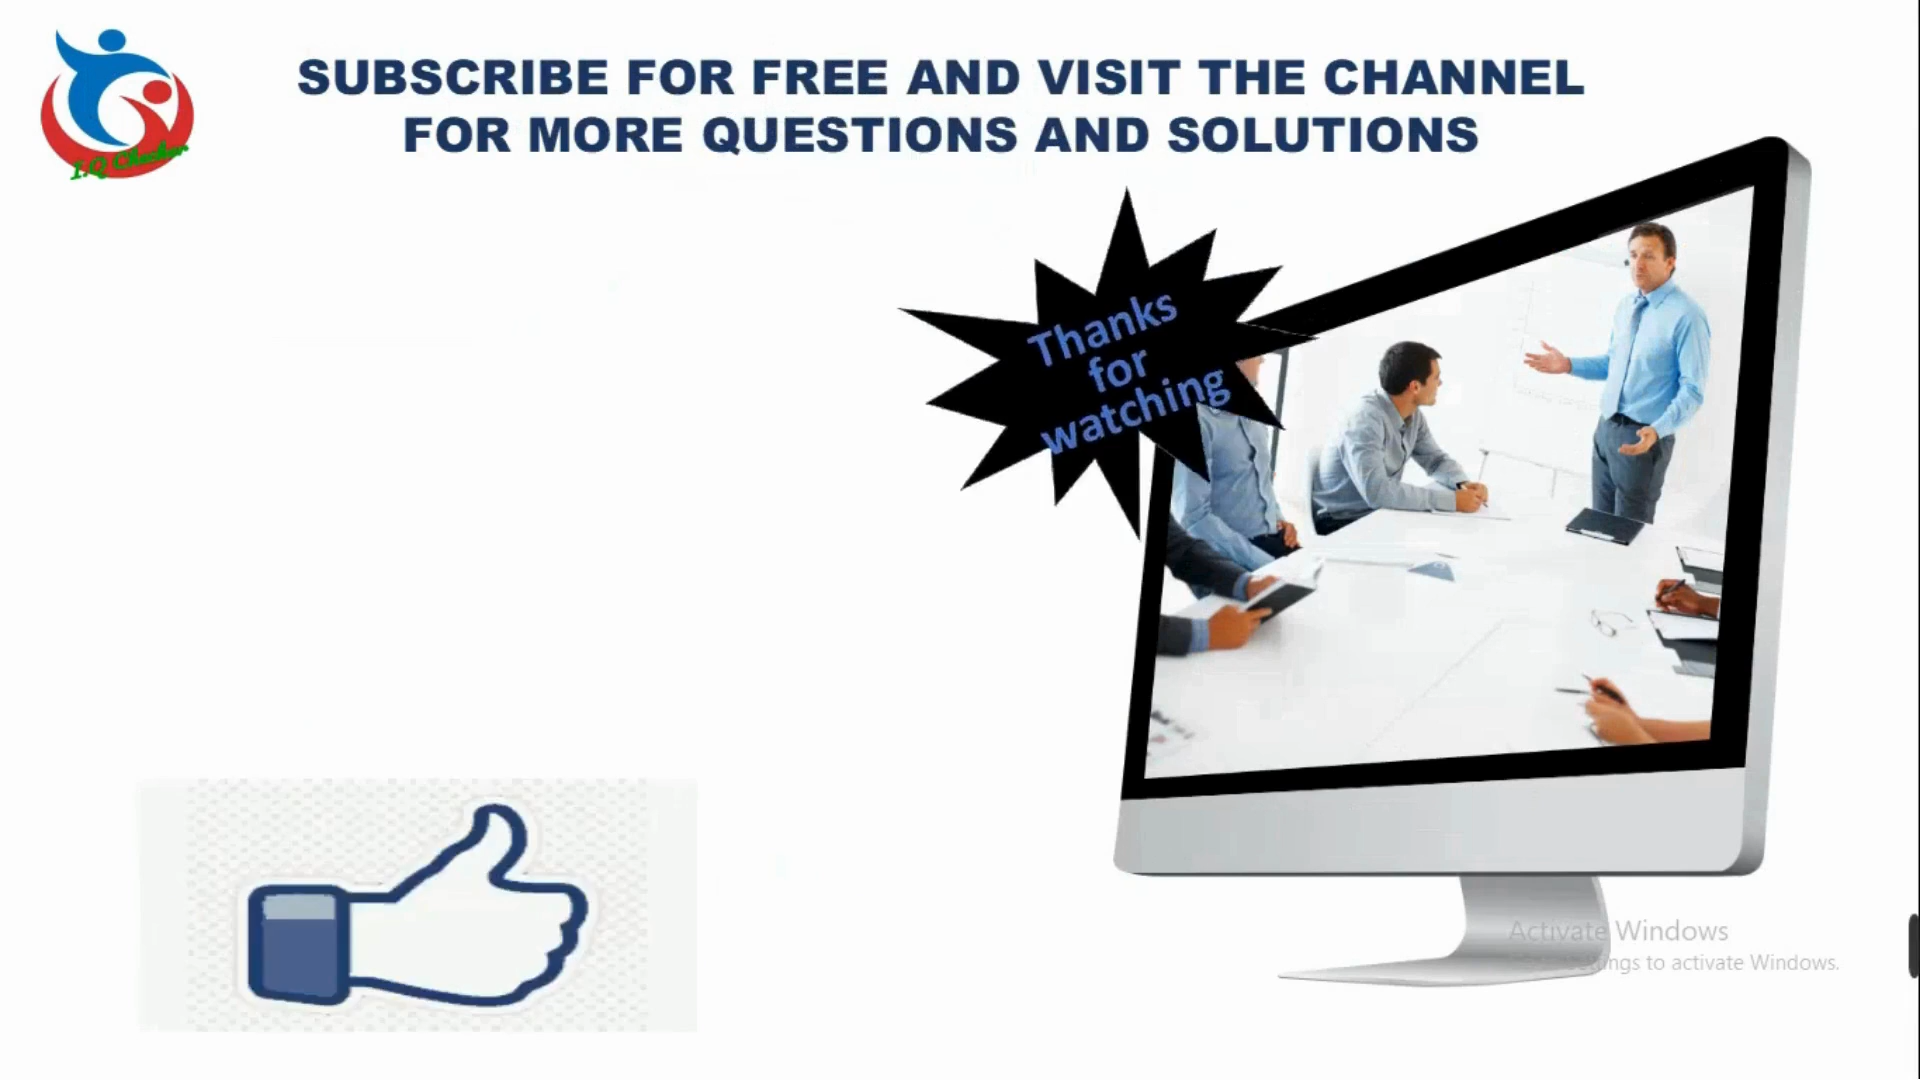 SUBSCRIBE FOR FREE AND VISIT THE CHANNEL
FOR MORE QUESTIONS AND SOLUTIONS
I.Q Checker
Thanks
for
watching
Activate Windows
to activate Windows.